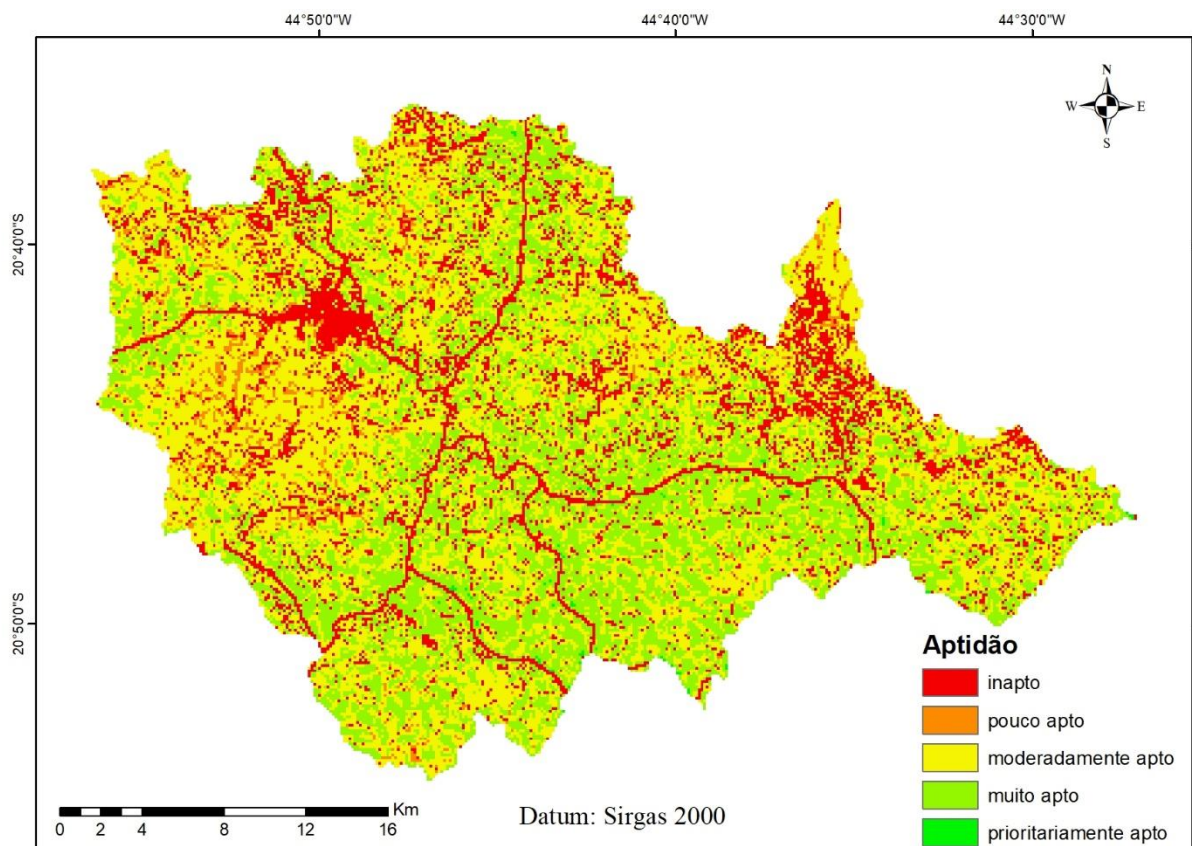 44°50'0"W 44°40'0"W 44°30'0"W
N
W E
S
20°40'0"S
20°50'0"S
Aptidão
inapto
pouco apto
moderadamente apto
muito apto
prioritariamente apto
Km
0 2 4 8 12 16
Datum: Sirgas 2000